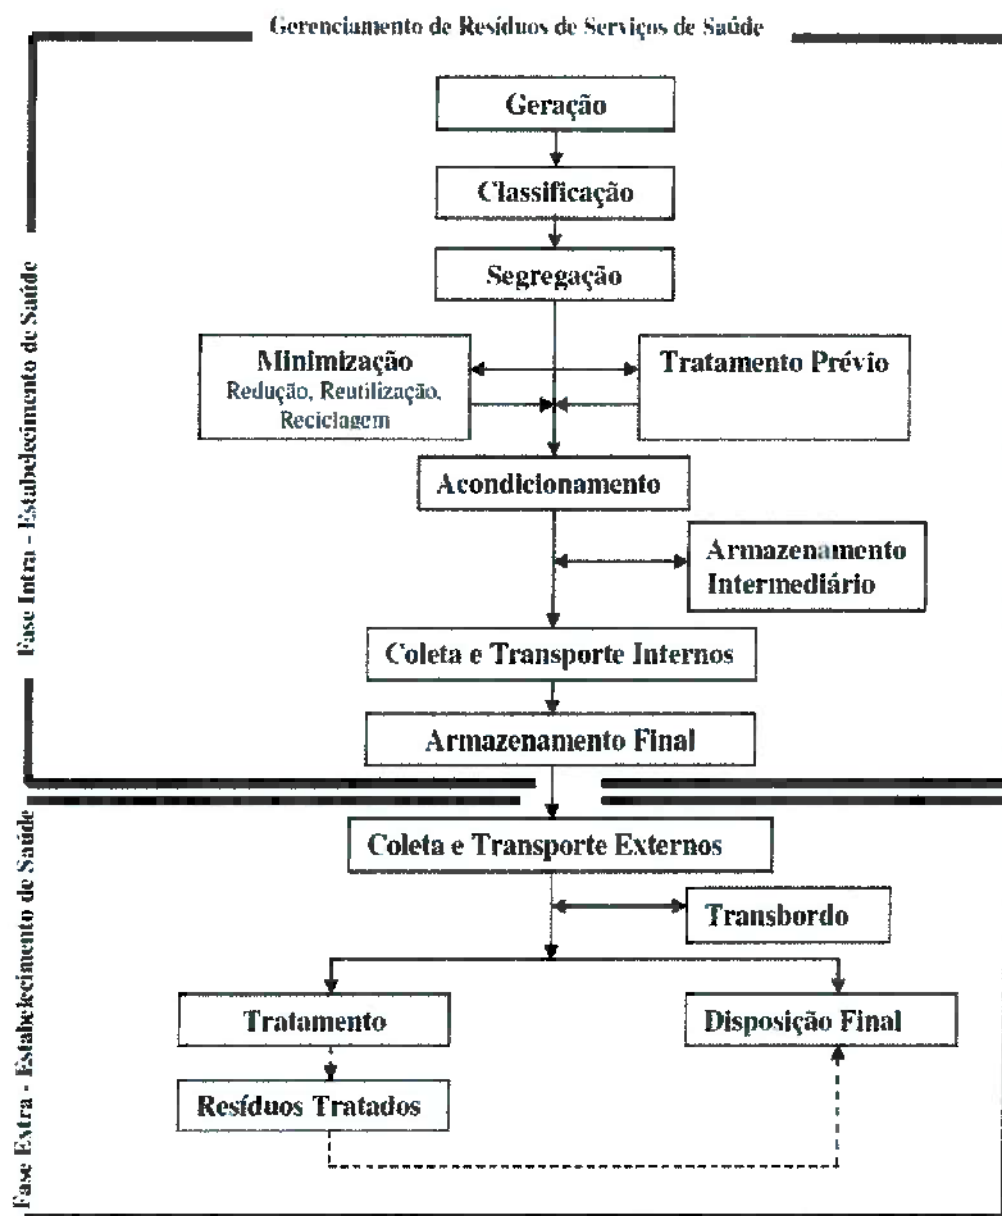 Gerenciamento de Resíduos de Serviços de Saúde
Fase Intra - Estabelecimento de Saúde
Geração
Classificação
Segregação
Minimização
Redução, Reutilização,
Reciclagem
Tratamento Prévio
Acondicionamento
Armazenamento
Intermediário
Coleta e Transporte Internos
Armazenamento Final
Fase Extra - Estabelecimento de Saúde
Coleta e Transporte Externos
Transbordo
Tratamento
Disposição Final
Resíduos Tratados